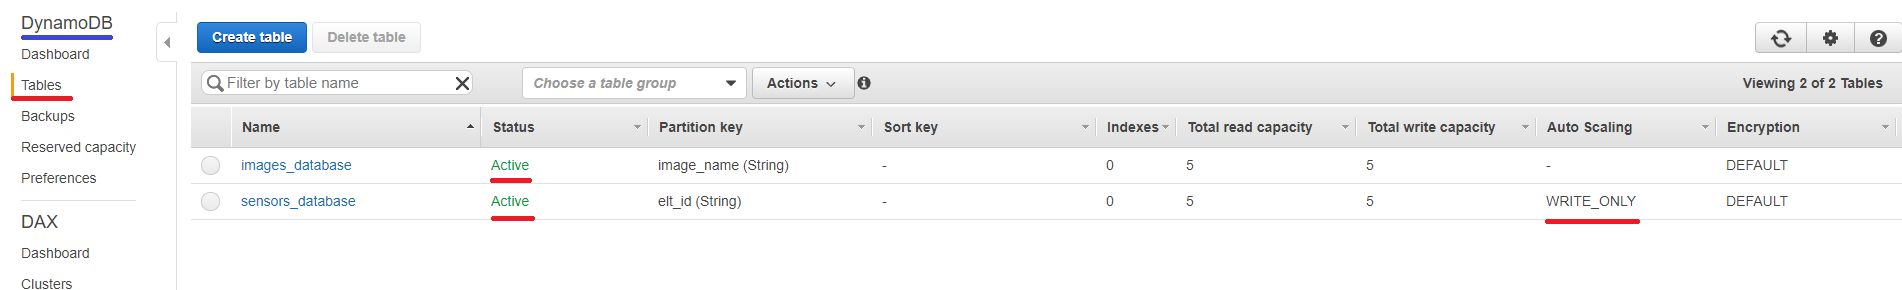 DynamoDB
Dashboard
Tables
Backups
Reserved capacity
Preferences
DAX
Dashboard
Clusters
Create table Delete table
Filter by table name Choose a table group Actions Viewing 2 of 2 Tables
Name Status Partition key Sort key Indexes Total read capacity Total write capacity Auto Scaling Encryption
images_database Active image_name (String) - 0 5 5 - DEFAULT
sensors_database Active elt_id (String) - 0 5 5 WRITE_ONLY DEFAULT